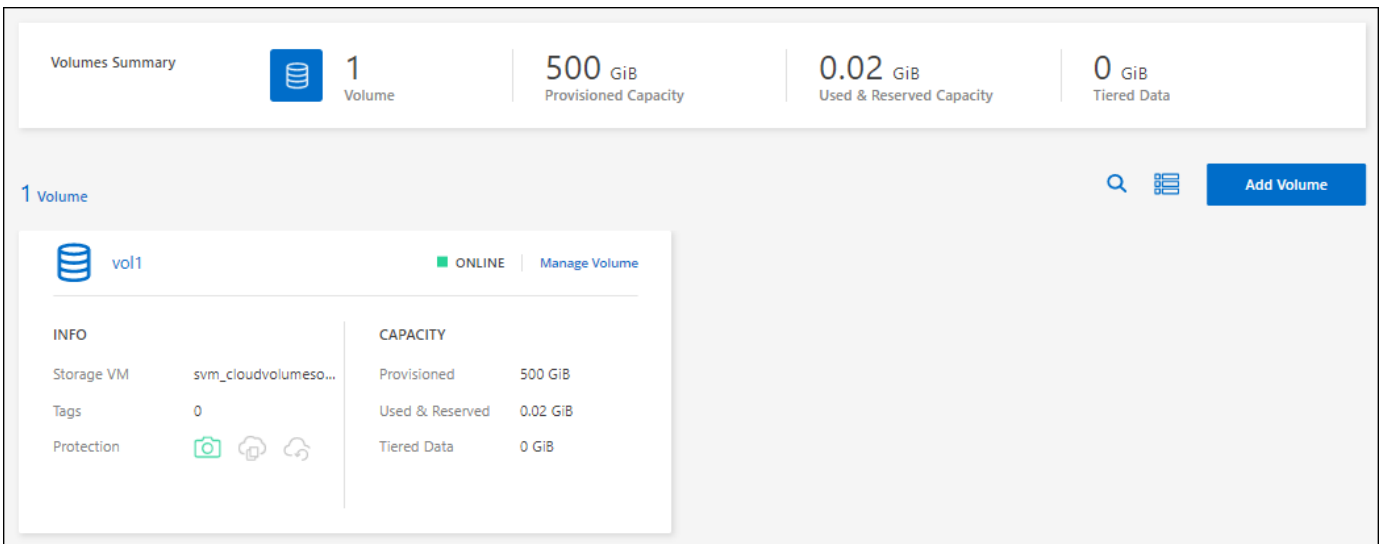 Volumes Summary
1
Volume
500 GiB
Provisioned Capacity
0.02 GiB
Used & Reserved Capacity
0 GiB
Tiered Data
1 Volume
Add Volume
vol1
ONLINE
Manage Volume
INFO
Storage VM svm_cloudvolumeso...
Tags 0
Protection
CAPACITY
Provisioned 500 GiB
Used & Reserved 0.02 GiB
Tiered Data 0 GiB